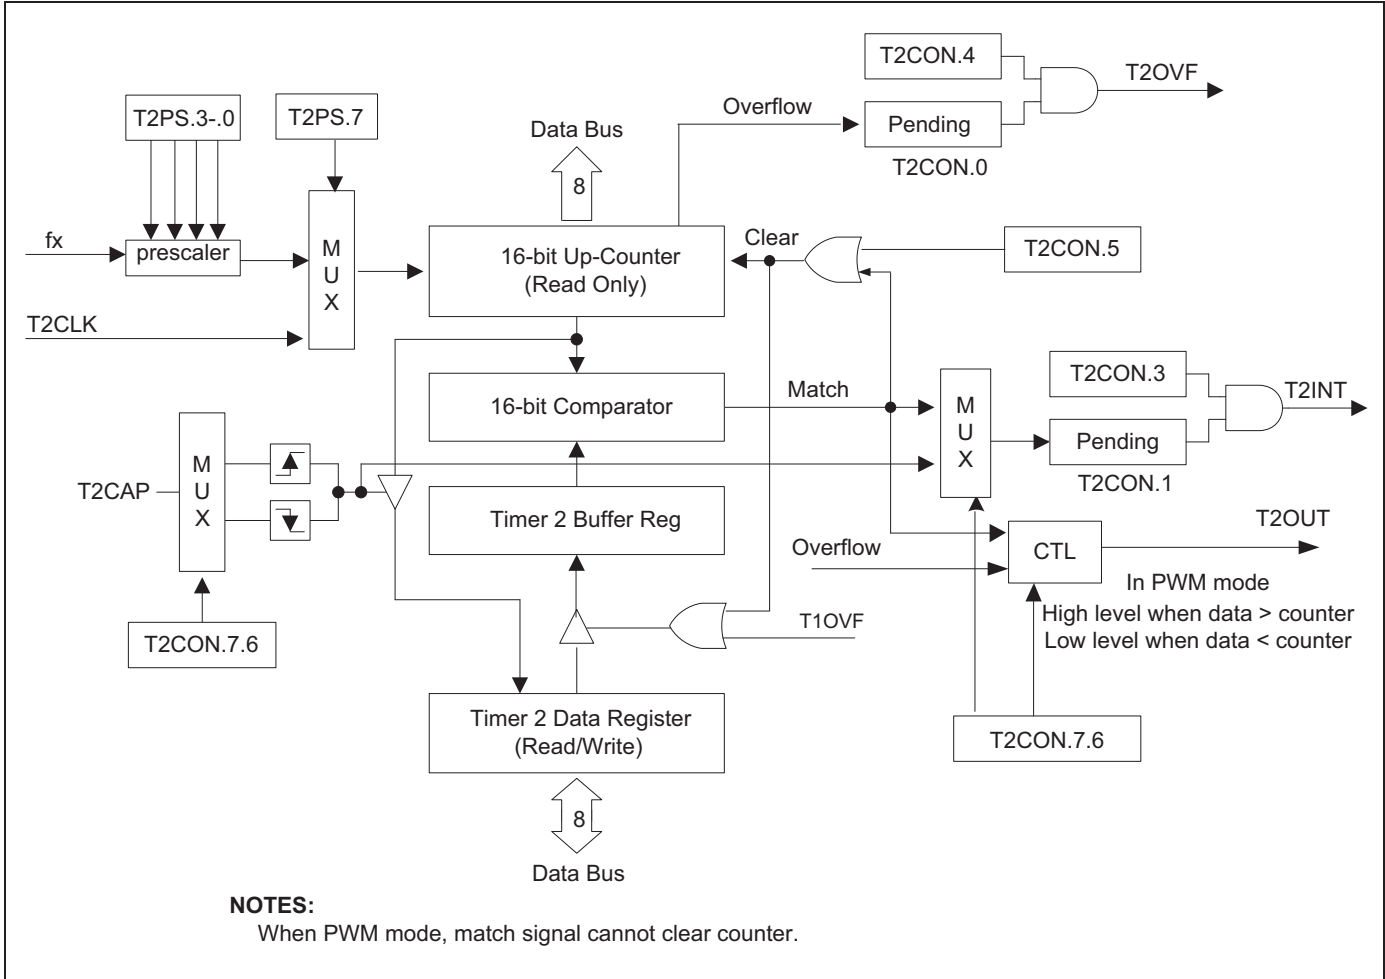 T2CON.4
T2OVF
T2PS.3-.0
T2PS.7
Overflow
Pending
Data Bus
T2CON.0
8
fx
prescaler
M
U
X
16-bit Up-Counter
(Read Only)
Clear
T2CON.5
T2CLK
T2CON.3
T2INT
16-bit Comparator
Match
M
U
X
Pending
T2CON.1
T2CAP
M
U
X
Timer 2 Buffer Reg
T2OUT
Overflow
CTL
In PWM mode
High level when data > counter
Low level when data < counter
T1OVF
T2CON.7.6
Timer 2 Data Register
(Read/Write)
T2CON.7.6
8
Data Bus
NOTES:
When PWM mode, match signal cannot clear counter.